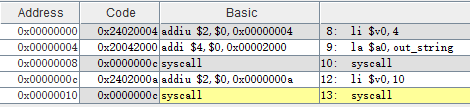 Address Code Basic
0x00000000 0x24020004 addiu $2,$0,0x00000004 8: li $v0,4
0x00000004 0x20042000 addi $4,$0,0x00002000 9: la $a0,out_string
0x00000008 0x0000000c syscall 10: syscall
0x0000000c 0x2402000a addiu $2,$0,0x0000000a 12: li $v0,10
0x00000010 0x0000000c syscall 13: syscall